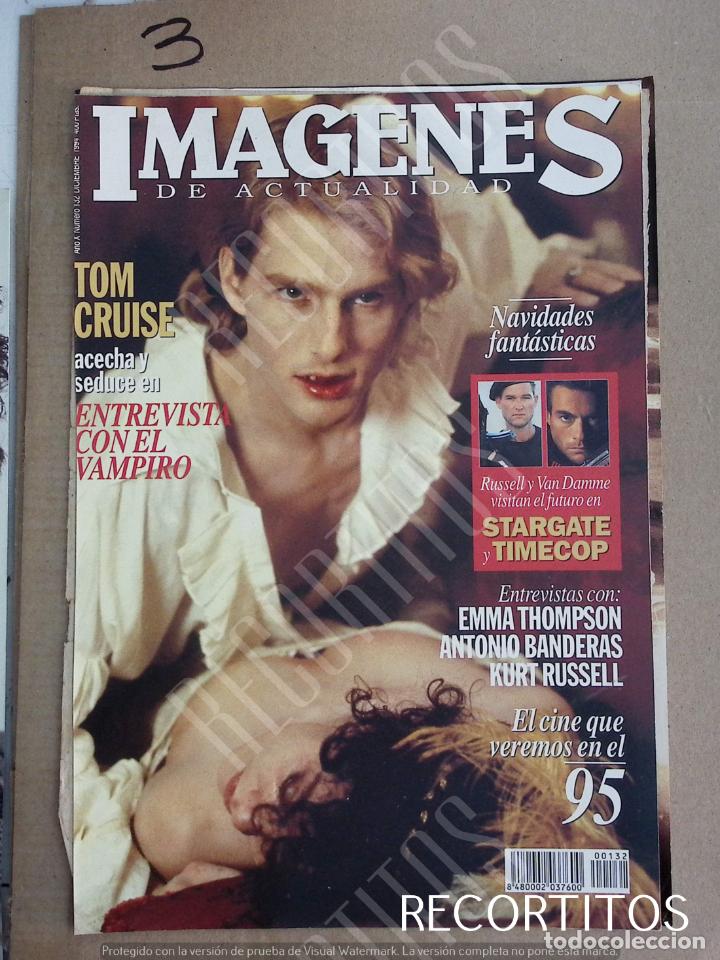 3
IMAGENES
DE ACTUALIDAD
Año X Número 132 DICIEMBRE 1994 400 Ptas.
TOM
CRUISE
acecha y
seduce en
ENTREVISTA
CON EL
VAMPIRO
Navidades
fantásticas
Russell y Van Damme
visitan el futuro en
STARGATE
y TIMECOP
Entrevistas con:
EMMA THOMPSON
ANTONIO BANDERAS
KURT RUSSELL
El cine que
veremos en el
95
00132
8 480002 037600
RECORTITOS
RECORTITOS
RECORTITOS
RECORTITOS
todocoleccion
Protegido con la versión de prueba de Visual Watermark. La versión completa no pone esta marca.